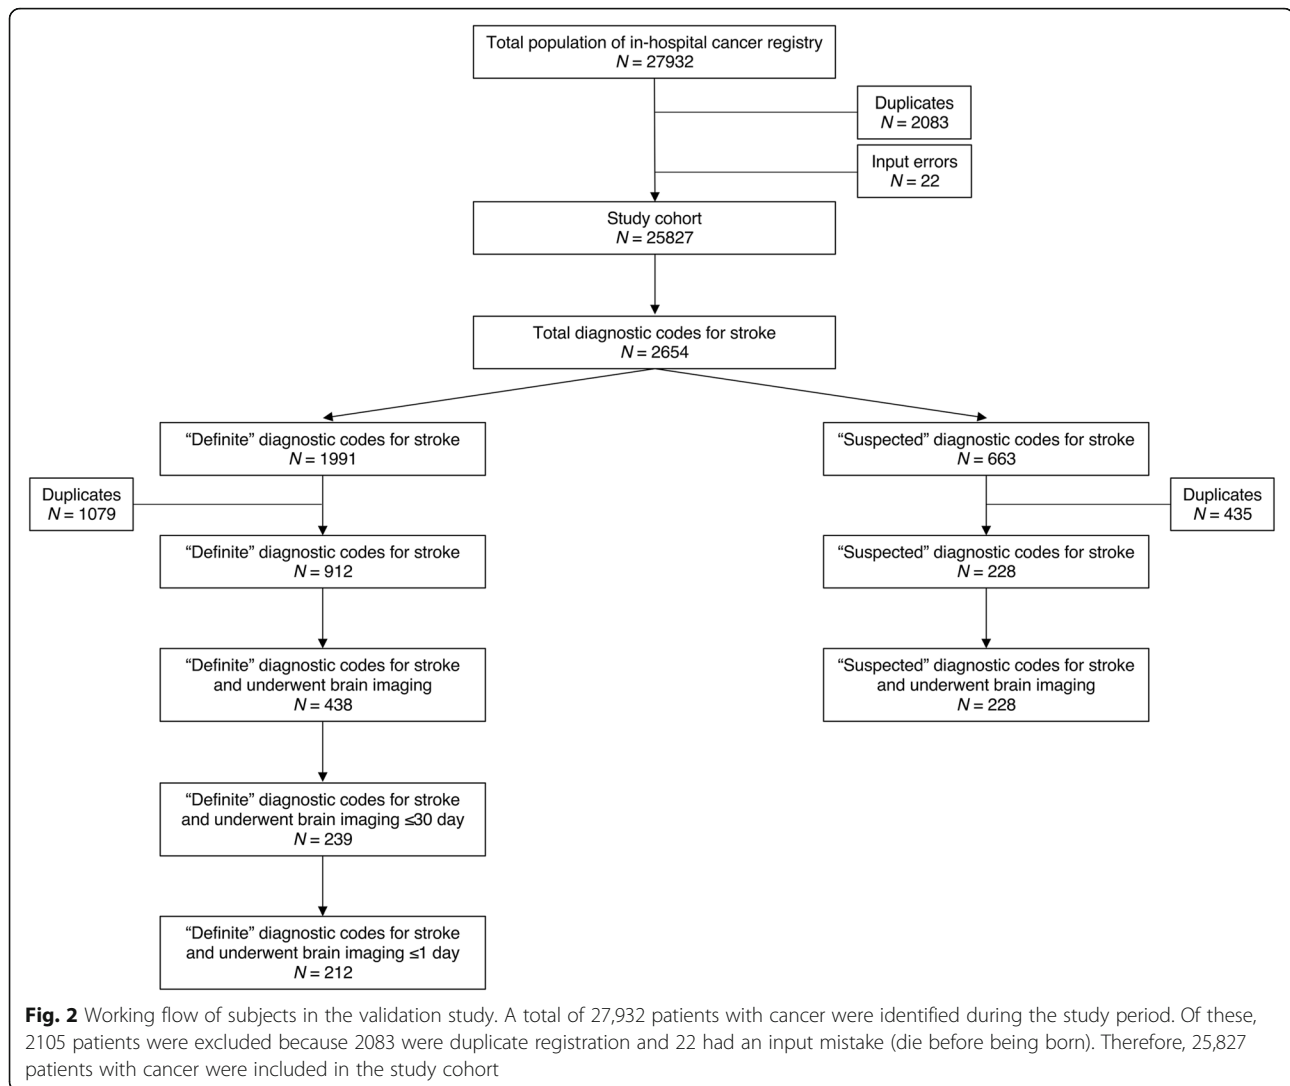 Total population of in-hospital cancer registry
N = 27932
Duplicates
N = 2083
Input errors
N = 22
Study cohort
N = 25827
Total diagnostic codes for stroke
N = 2654
“Definite” diagnostic codes for stroke
N = 1991
“Suspected” diagnostic codes for stroke
N = 663
Duplicates
N = 1079
Duplicates
N = 435
“Definite” diagnostic codes for stroke
N = 912
“Suspected” diagnostic codes for stroke
N = 228
“Definite” diagnostic codes for stroke
and underwent brain imaging
N = 438
“Suspected” diagnostic codes for stroke
and underwent brain imaging
N = 228
“Definite” diagnostic codes for stroke
and underwent brain imaging ≤30 day
N = 239
“Definite” diagnostic codes for stroke
and underwent brain imaging ≤1 day
N = 212
Fig. 2 Working flow of subjects in the validation study. A total of 27,932 patients with cancer were identified during the study period. Of these,
2105 patients were excluded because 2083 were duplicate registration and 22 had an input mistake (die before being born). Therefore, 25,827
patients with cancer were included in the study cohort